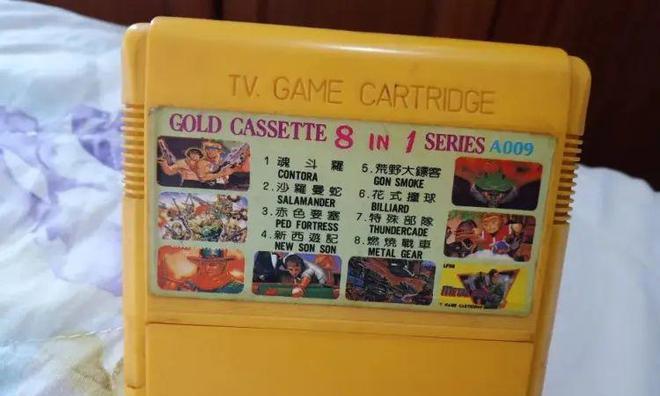 TV. GAME CARTRIDGE
GOLD CASSETTE 8 IN 1 SERIES A009
1 魂斗羅
CONTORA
2.沙羅曼蛇
SALAMANDER
3.赤色要塞
PED FORTRESS
4.新西遊記
NEW SON SON
5.荒野大鏢客
GON SMOKE
6.花式撞球
BILLIARD
7.特殊部隊
THUNDERCADE
8.燃燒戰車
METAL GEAR
GAME CARTRIDGE